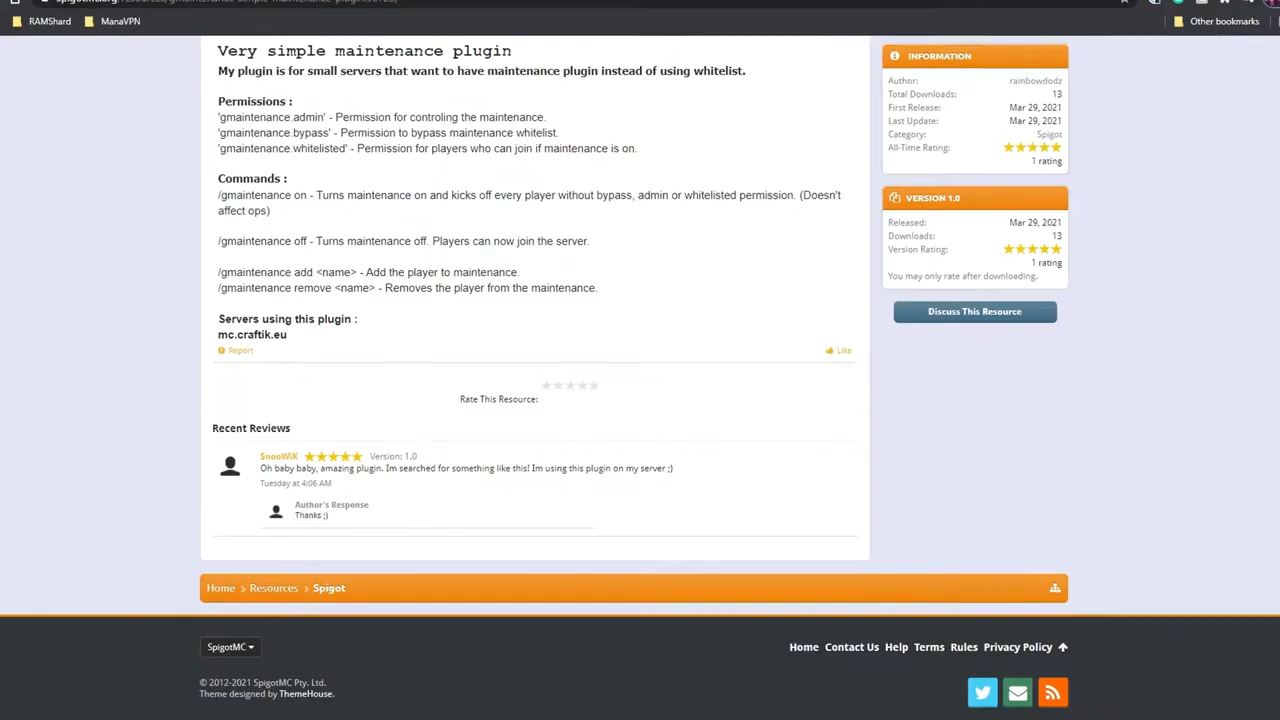 RAMShard
ManaVPN
Other bookmarks
Very simple maintenance plugin
My plugin is for small servers that want to have maintenance plugin instead of using whitelist.
Permissions :
'gmaintenance.admin' - Permission for controling the maintenance.
'gmaintenance.bypass' - Permission to bypass maintenance whitelist.
'gmaintenance.whitelisted' - Permission for players who can join if maintenance is on.
Commands :
/gmaintenance on - Turns maintenance on and kicks off every player without bypass, admin or whitelisted permission. (Doesn't
affect ops)
/gmaintenance off - Turns maintenance off. Players can now join the server.
/gmaintenance add <name> - Add the player to maintenance.
/gmaintenance remove <name> - Removes the player from the maintenance.
Servers using this plugin :
mc.craftik.eu
Report
Like
Rate This Resource:
Recent Reviews
SnooWiK Version: 1.0
Oh baby baby, amazing plugin. Im searched for something like this! Im using this plugin on my server ;)
Tuesday at 4:06 AM
Author's Response
Thanks ;)
INFORMATION
Author: rainbowdodz
Total Downloads: 13
First Release: Mar 29, 2021
Last Update: Mar 29, 2021
Category: Spigot
All-Time Rating:
1 rating
VERSION 1.0
Released: Mar 29, 2021
Downloads: 13
Version Rating:
1 rating
You may only rate after downloading.
Discuss This Resource
Home Resources Spigot
SpigotMC
Home Contact Us Help Terms Rules Privacy Policy
© 2012-2021 SpigotMC Pty. Ltd.
Theme designed by ThemeHouse.